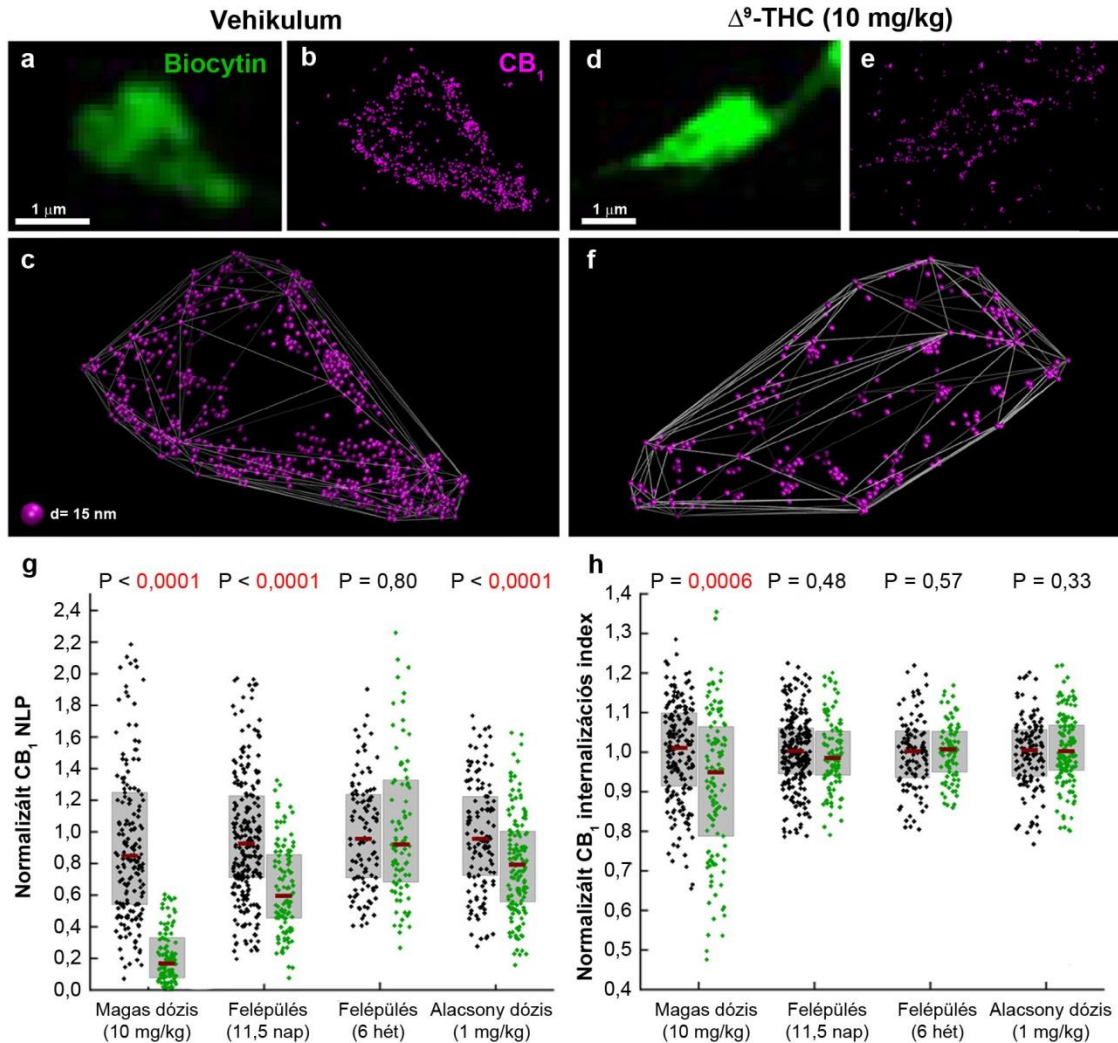 Vehikulum
Δ⁹-THC (10 mg/kg)
a
Biocytin
1 μm
b
CB₁
d
1 μm
e
c
d= 15 nm
f
g
P < 0,0001
P < 0,0001
P = 0,80
P < 0,0001
Normalizált CB₁ NLP
2,4
2,2
2,0
1,8
1,6
1,4
1,2
1,0
0,8
0,6
0,4
0,2
0,0
Magas dózis
(10 mg/kg)
Felépülés
(11,5 nap)
Felépülés
(6 hét)
Alacsony dózis
(1 mg/kg)
h
P = 0,0006
P = 0,48
P = 0,57
P = 0,33
Normalizált CB₁ internalizációs index
1,4
1,3
1,2
1,1
1,0
0,9
0,8
0,7
0,6
0,5
0,4
Magas dózis
(10 mg/kg)
Felépülés
(11,5 nap)
Felépülés
(6 hét)
Alacsony dózis
(1 mg/kg)